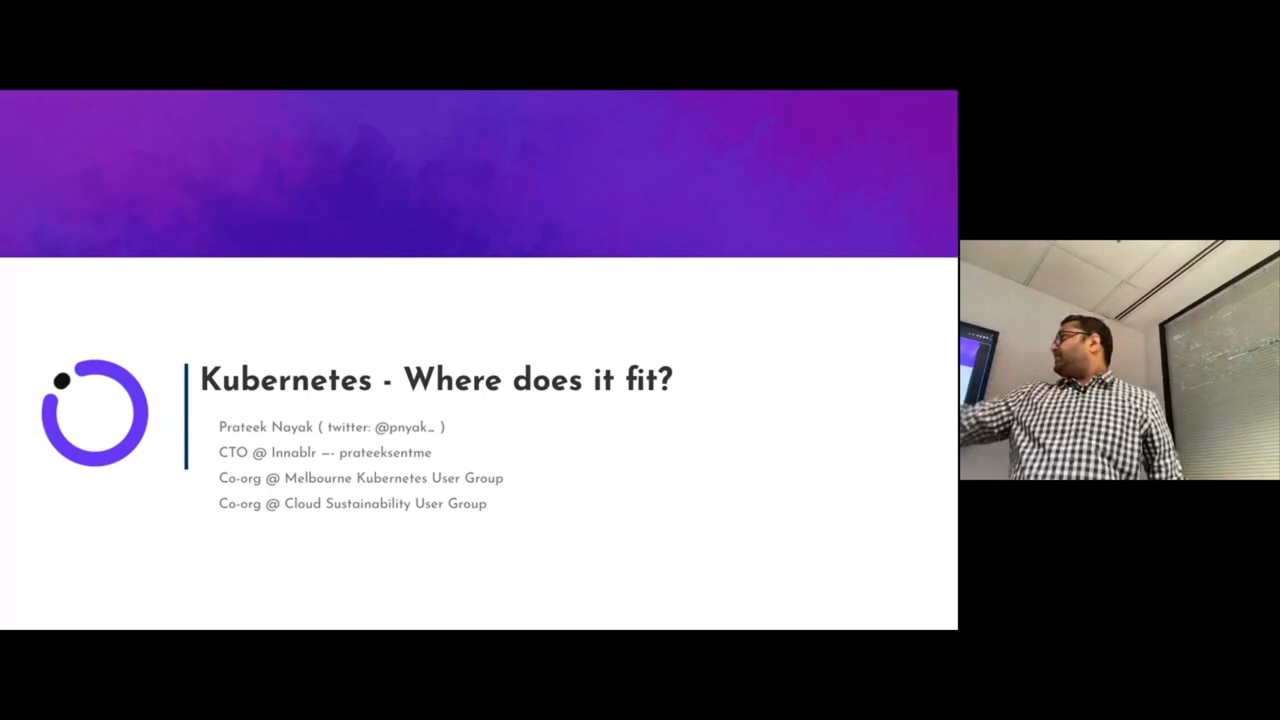 Kubernetes - Where does it fit?
Prateek Nayak ( twitter: @pnyak_ )
CTO @ Innablr —- prateeksentme
Co-org @ Melbourne Kubernetes User Group
Co-org @ Cloud Sustainability User Group